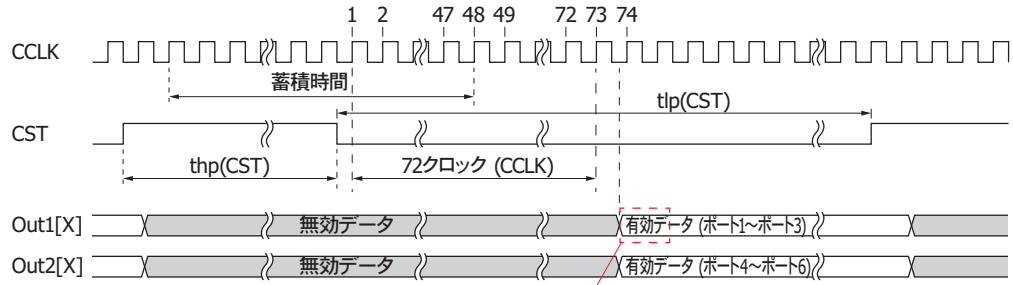 1 2 47 48 49 72 73 74
CCLK
蓄積時間
tlp(CST)
CST
thp(CST)
72クロック (CCLK)
Out1[X]
無効データ
有効データ (ポート1~ポート3)
Out2[X]
無効データ
有効データ (ポート4~ポート6)